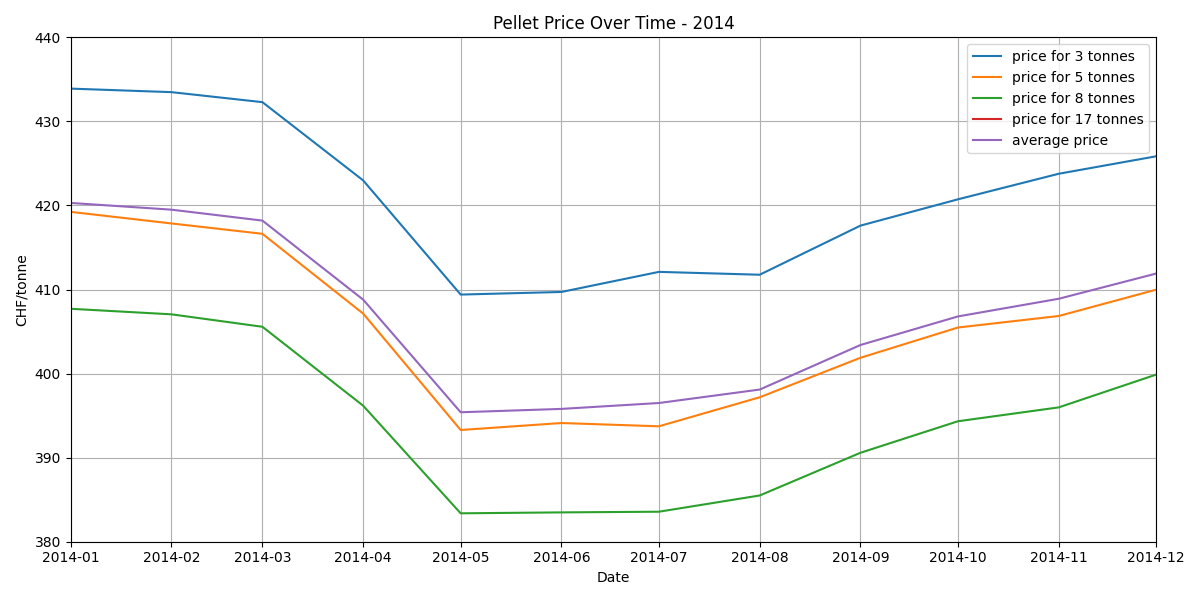 Pellet Price Over Time - 2014
CHF/tonne
440
430
420
410
400
390
380
price for 3 tonnes
price for 5 tonnes
price for 8 tonnes
price for 17 tonnes
average price
2014-01 2014-02 2014-03 2014-04 2014-05 2014-06 2014-07 2014-08 2014-09 2014-10 2014-11 2014-12
Date